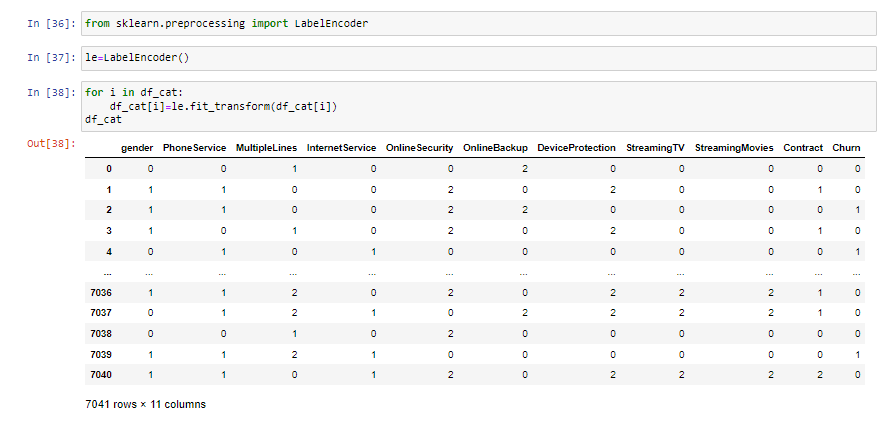 In [36]: from sklearn.preprocessing import LabelEncoder
In [37]: le=LabelEncoder()
In [38]: for i in df_cat:
df_cat[i]=le.fit_transform(df_cat[i])
df_cat
Out[38]:
gender PhoneService MultipleLines InternetService OnlineSecurity OnlineBackup DeviceProtection StreamingTV StreamingMovies Contract Churn
0 0 0 1 0 0 2 0 0 0 0 0
1 1 1 0 0 2 0 2 0 0 1 0
2 1 1 0 0 2 2 0 0 0 0 1
3 1 0 1 0 2 0 2 0 0 1 0
4 0 1 0 1 0 0 0 0 0 0 1
... ... ... ... ... ... ... ... ... ... ... ...
7036 1 1 2 0 2 0 2 2 2 1 0
7037 0 1 2 1 0 2 2 2 2 1 0
7038 0 0 1 0 2 0 0 0 0 0 0
7039 1 1 2 1 0 0 0 0 0 0 1
7040 1 1 0 1 2 0 2 2 2 2 0
7041 rows × 11 columns